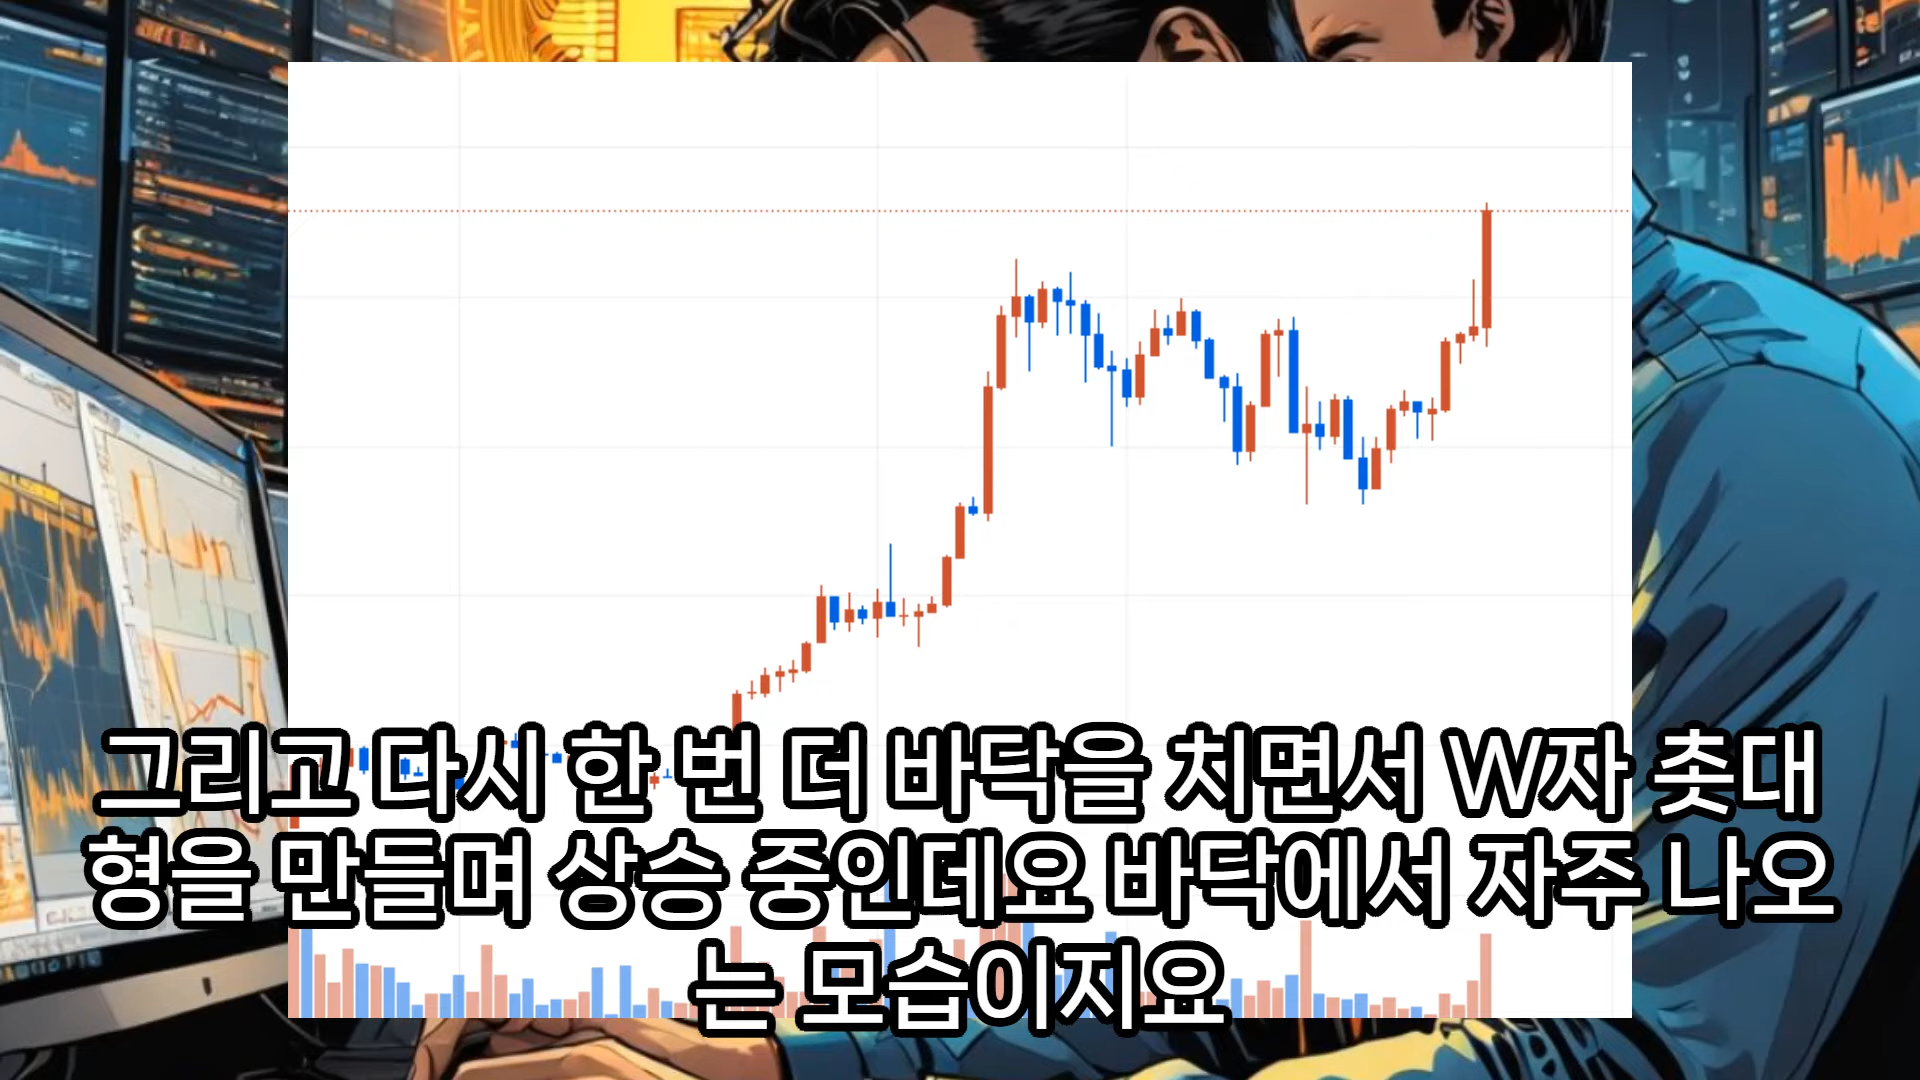 그리고 다시 한 번 더 바닥을 치면서 W자 촛대
형을 만들며 상승 중인데요 바닥에서 자주 나오
는 모습이지요